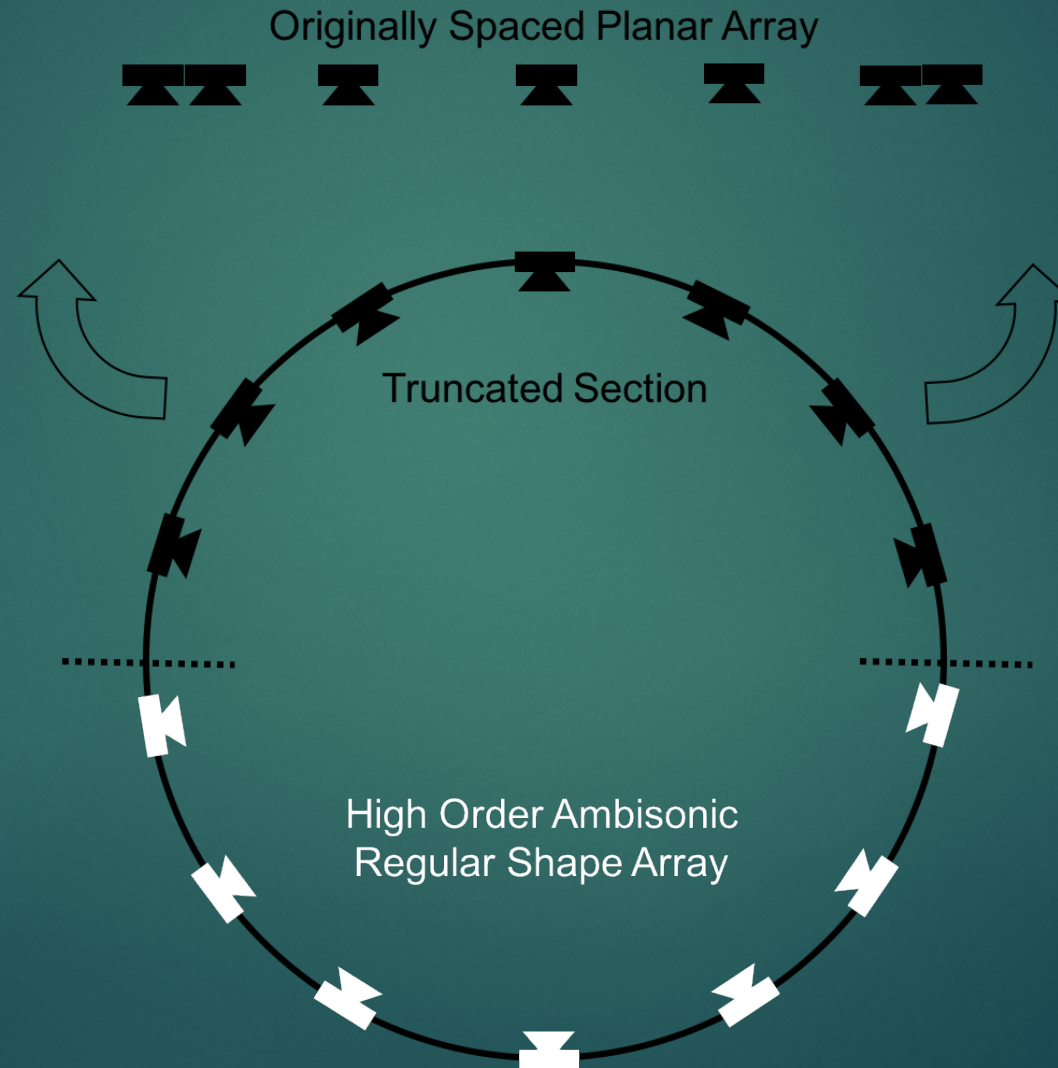 Originally Spaced Planar Array
Truncated Section
High Order Ambisonic
Regular Shape Array